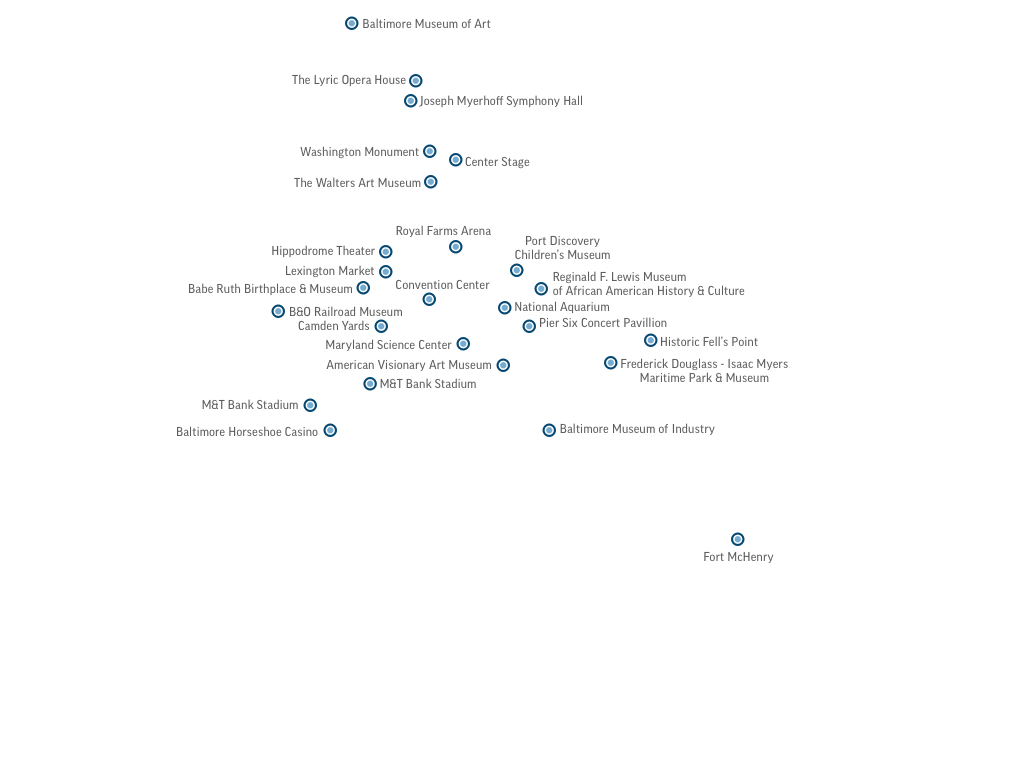 Baltimore Museum of Art
The Lyric Opera House
Joseph Myerhoff Symphony Hall
Washington Monument
Center Stage
The Walters Art Museum
Royal Farms Arena
Port Discovery
Children's Museum
Hippodrome Theater
Lexington Market
Reginald F. Lewis Museum
of African American History & Culture
Babe Ruth Birthplace & Museum
Convention Center
National Aquarium
B&O Railroad Museum
Pier Six Concert Pavillion
Camden Yards
Historic Fell's Point
Maryland Science Center
American Visionary Art Museum
Frederick Douglass - Isaac Myers
Maritime Park & Museum
M&T Bank Stadium
M&T Bank Stadium
Baltimore Horseshoe Casino
Baltimore Museum of Industry
Fort McHenry